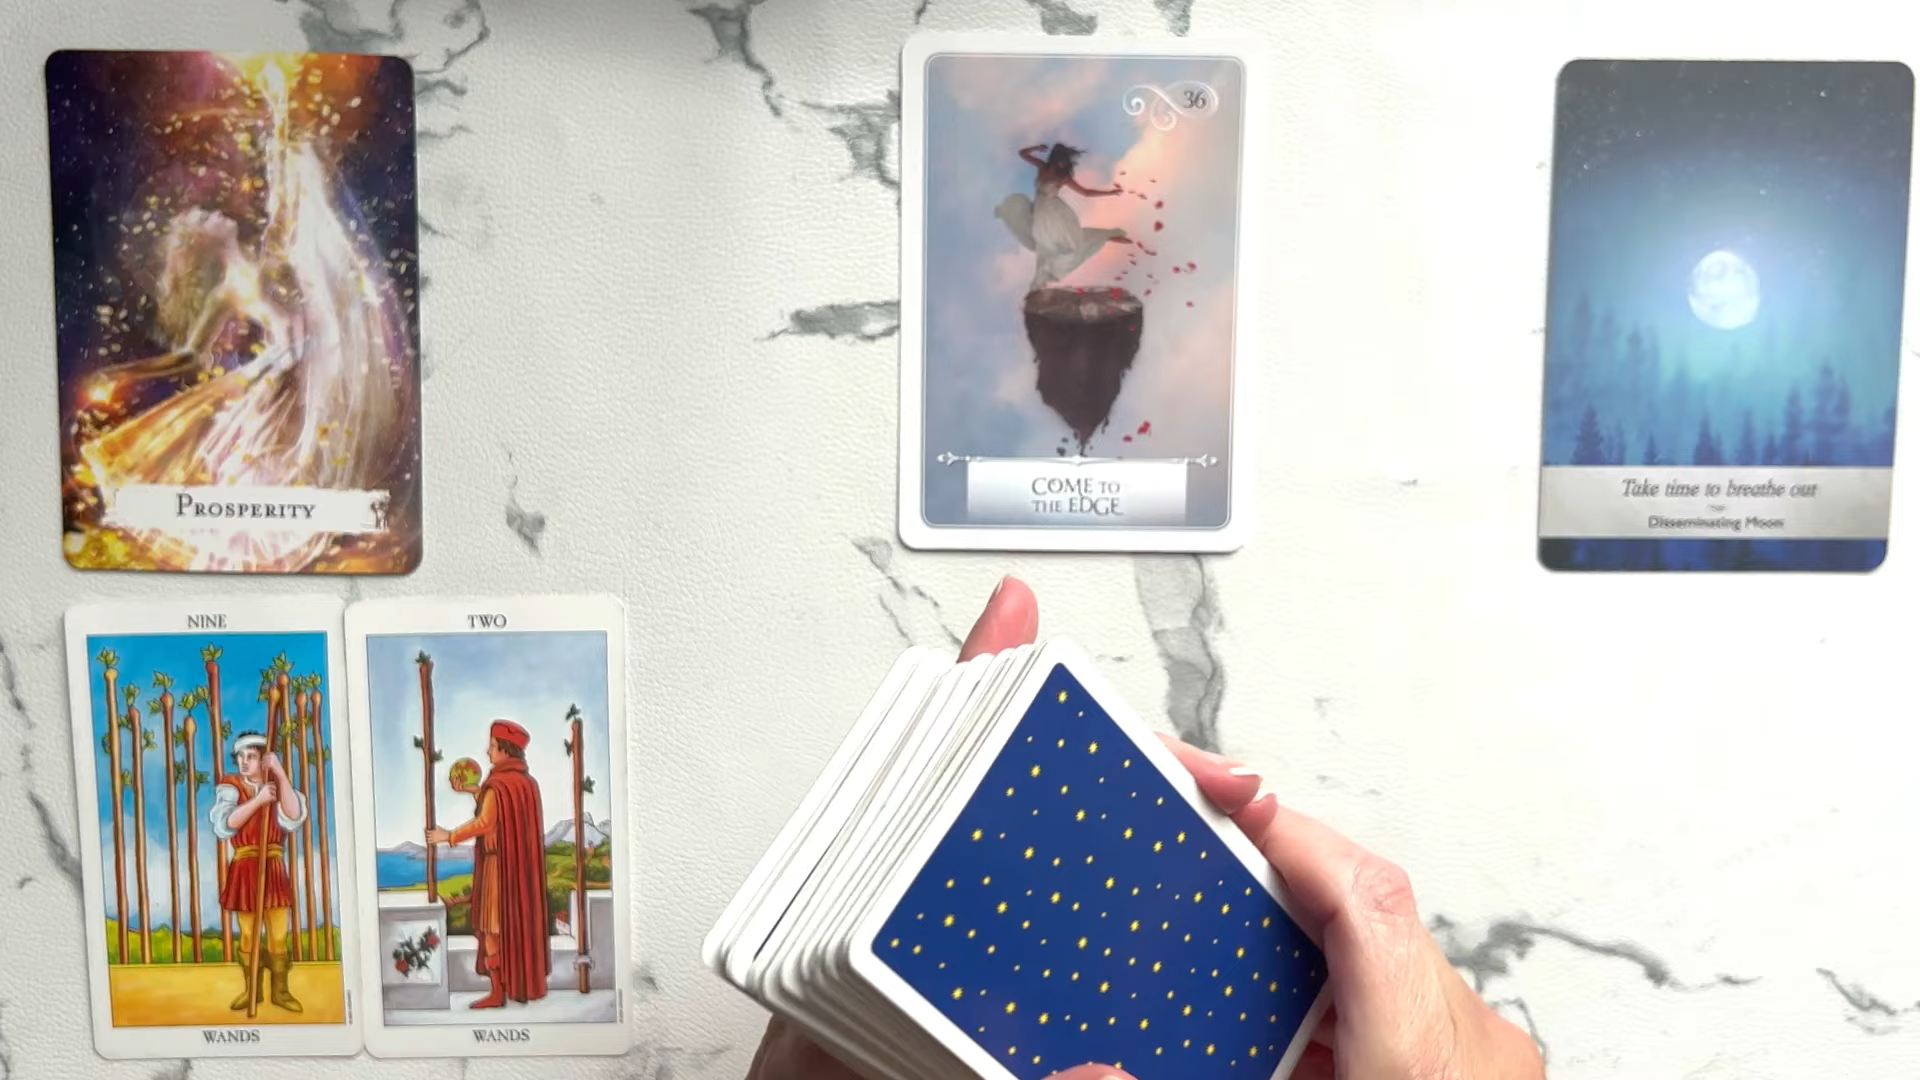 PROSPERITY
36
COME TO
THE EDGE
Take time to breathe out
Disseminating Moon
NINE
WANDS
TWO
WANDS